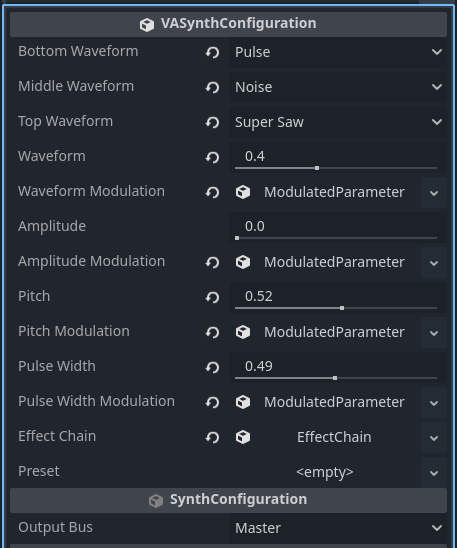 VASynthConfiguration
Bottom Waveform Pulse
Middle Waveform Noise
Top Waveform Super Saw
Waveform 0.4
Waveform Modulation ModulatedParameter
Amplitude 0.0
Amplitude Modulation ModulatedParameter
Pitch 0.52
Pitch Modulation ModulatedParameter
Pulse Width 0.49
Pulse Width Modulation ModulatedParameter
Effect Chain EffectChain
Preset <empty>
SynthConfiguration
Output Bus Master